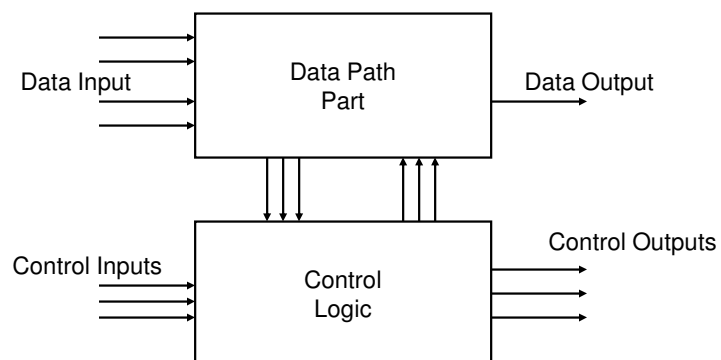 Data Path
Part
Data Input
Data Output
Control Inputs
Control
Logic
Control Outputs